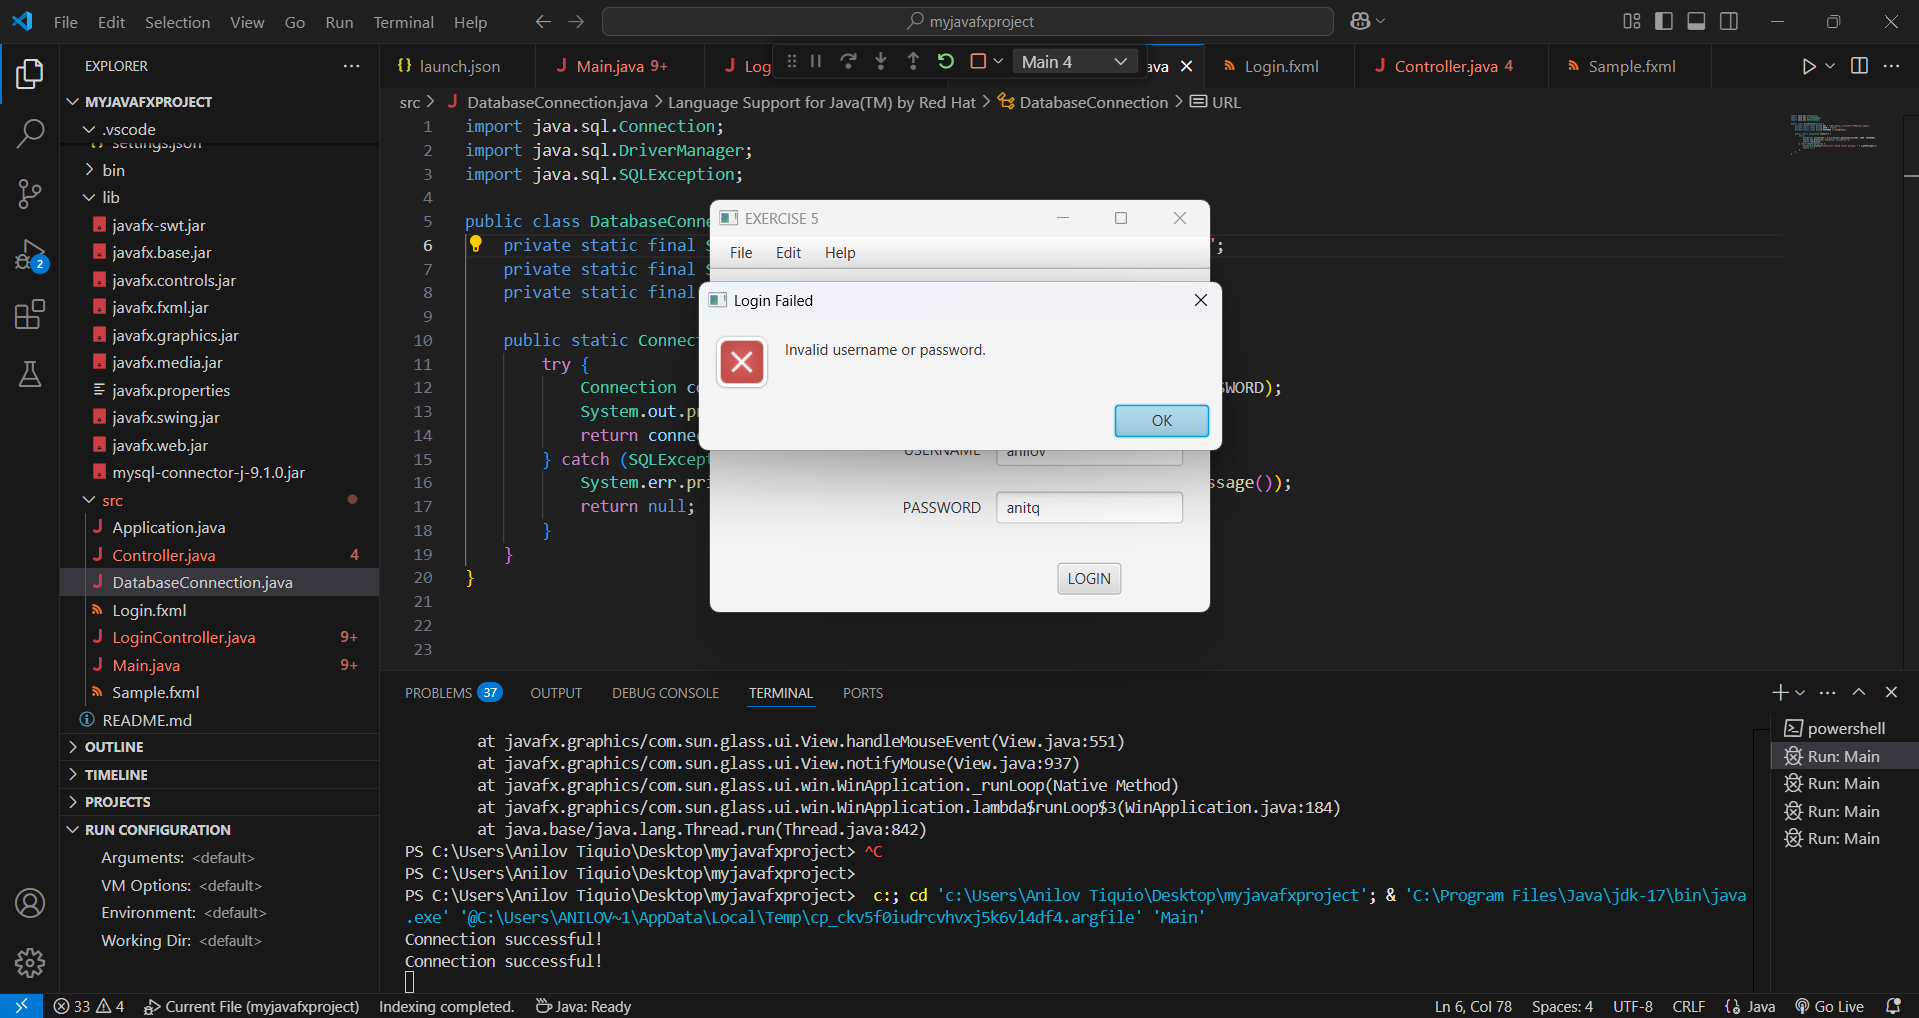 File Edit Selection View Go Run Terminal Help
myjavafxproject
EXPLORER
MYJAVAFXPROJECT
.vscode
settings.json
bin
lib
javafx-swt.jar
javafx.base.jar
javafx.controls.jar
javafx.fxml.jar
javafx.graphics.jar
javafx.media.jar
javafx.properties
javafx.swing.jar
javafx.web.jar
mysql-connector-j-9.1.0.jar
src
Application.java
Controller.java 4
DatabaseConnection.java
Login.fxml
LoginController.java 9+
Main.java 9+
Sample.fxml
README.md
OUTLINE
TIMELINE
PROJECTS
RUN CONFIGURATION
Arguments: <default>
VM Options: <default>
Environment: <default>
Working Dir: <default>
2
launch.json
Main.java 9+
Log
Main 4
ava
Login.fxml
Controller.java 4
Sample.fxml
src > DatabaseConnection.java > Language Support for Java(TM) by Red Hat > DatabaseConnection > URL
1 import java.sql.Connection;
2 import java.sql.DriverManager;
3 import java.sql.SQLException;
4
5 public class DatabaseConne
6 private static final S ";
7 private static final S
8 private static final
9
10 public static Connect
11 try {
12 Connection co SWORD);
13 System.out.pr
14 return connec
15 } catch (SQLExcept
16 System.err.pri ssage());
17 return null;
18 }
19 }
20 }
21
22
23
EXERCISE 5
File Edit Help
Login Failed
Invalid username or password.
OK
USERNAME anilov
PASSWORD anitq
LOGIN
PROBLEMS 37 OUTPUT DEBUG CONSOLE TERMINAL PORTS
at javafx.graphics/com.sun.glass.ui.View.handleMouseEvent(View.java:551)
at javafx.graphics/com.sun.glass.ui.View.notifyMouse(View.java:937)
at javafx.graphics/com.sun.glass.ui.win.WinApplication._runLoop(Native Method)
at javafx.graphics/com.sun.glass.ui.win.WinApplication.lambda$runLoop$3(WinApplication.java:184)
at java.base/java.lang.Thread.run(Thread.java:842)
PS C:\Users\Anilov Tiquio\Desktop\myjavafxproject> ^C
PS C:\Users\Anilov Tiquio\Desktop\myjavafxproject>
PS C:\Users\Anilov Tiquio\Desktop\myjavafxproject> c:; cd 'c:\Users\Anilov Tiquio\Desktop\myjavafxproject'; & 'C:\Program Files\Java\jdk-17\bin\java
.exe' '@C:\Users\ANILOV~1\AppData\Local\Temp\cp_ckv5f0iudrcvhvxj5k6vl4df4.argfile' 'Main'
Connection successful!
Connection successful!
powershell
Run: Main
Run: Main
Run: Main
Run: Main
33 4 Current File (myjavafxproject) Indexing completed. Java: Ready
Ln 6, Col 78 Spaces: 4 UTF-8 CRLF Java Go Live